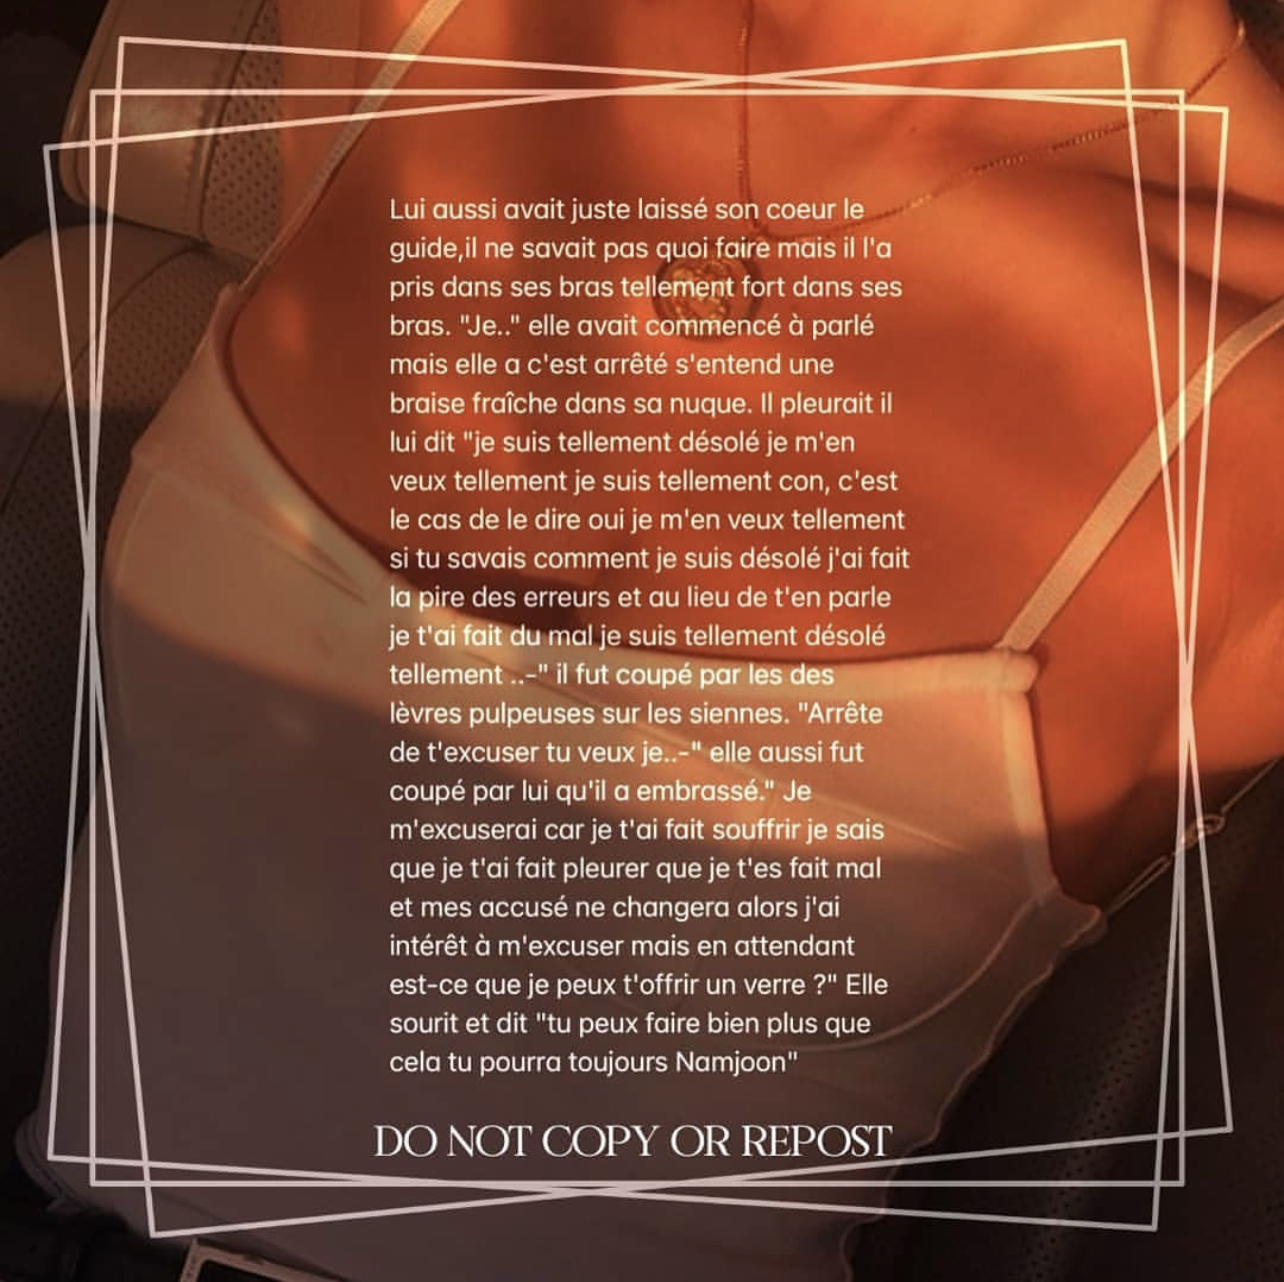 Lui aussi avait juste laissé son coeur le
guide,il ne savait pas quoi faire mais il l'a
pris dans ses bras tellement fort dans ses
bras. "Je.." elle avait commencé à parlé
mais elle a c'est arrêté s'entend une
braise fraîche dans sa nuque. Il pleurait il
lui dit "je suis tellement désolé je m'en
veux tellement je suis tellement con, c'est
le cas de le dire oui je m'en veux tellement
si tu savais comment je suis désolé j'ai fait
la pire des erreurs et au lieu de t'en parle
je t'ai fait du mal je suis tellement désolé
tellement ..-" il fut coupé par les des
lèvres pulpeuses sur les siennes. "Arrête
de t'excuser tu veux je..-" elle aussi fut
coupé par lui qu'il a embrassé." Je
m'excuserai car je t'ai fait souffrir je sais
que je t'ai fait pleurer que je t'es fait mal
et mes accusé ne changera alors j'ai
intérêt à m'excuser mais en attendant
est-ce que je peux t'offrir un verre ?" Elle
sourit et dit "tu peux faire bien plus que
cela tu pourra toujours Namjoon"
DO NOT COPY OR REPOST